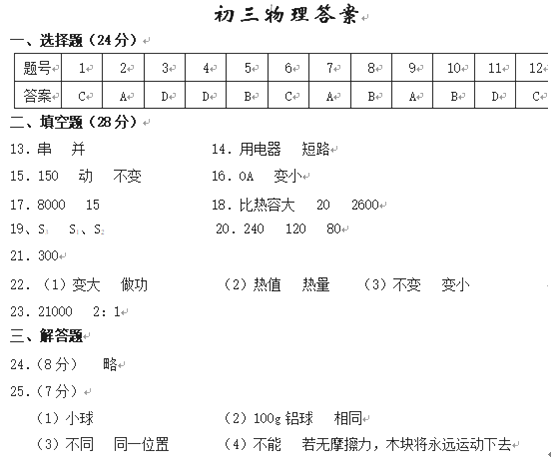 初三物理答案
一、选择题（24分）
题号 1 2 3 4 5 6 7 8 9 10 11 12
答案 C A D D B C A B A B D C
二、填空题（28分）
13．串 并 14．用电器 短路
15．150 动 不变 16．OA 变小
17．8000 15 18．比热容大 20 2600
19、S₁ S₁、S₂ 20．240 120 80
21．300
22．（1）变大 做功 （2）热值 热量 （3）不变 变小
23．21000 2：1
三、解答题
24．（8分） 略
25．（7分）
（1）小球 （2）100g铝球 相同
（3）不同 同一位置 （4）不能 若无摩擦力，木块将永远运动下去